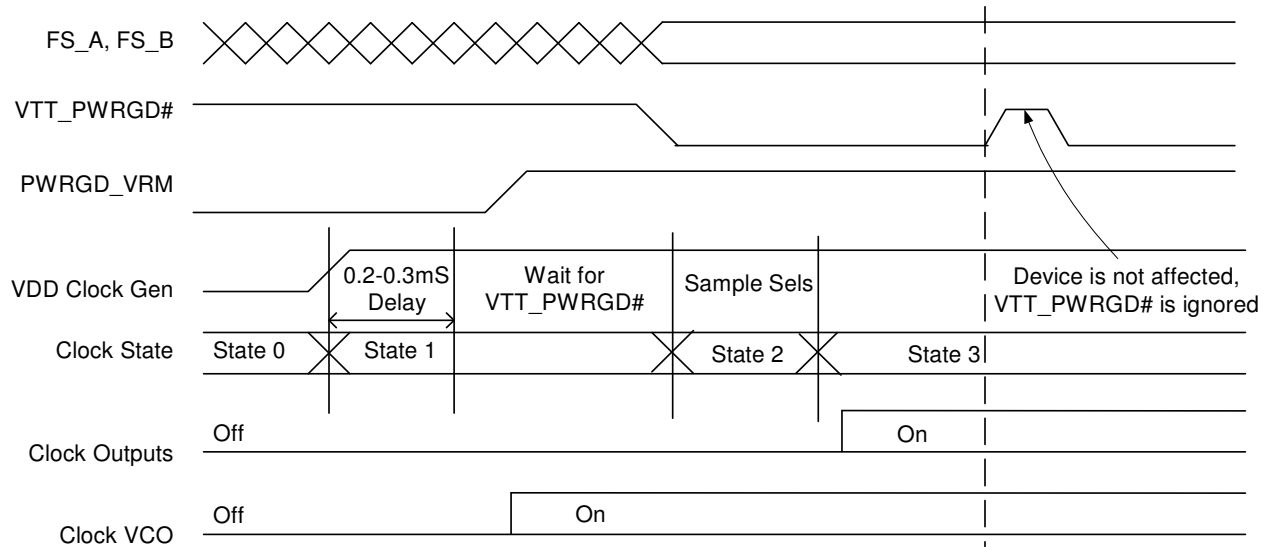 FS_A, FS_B
VTT_PWRGD#
PWRGD_VRM
VDD Clock Gen
0.2-0.3mS
Delay
Wait for
VTT_PWRGD#
Sample Sels
Device is not affected,
VTT_PWRGD# is ignored
Clock State
State 0
State 1
State 2
State 3
Clock Outputs
Off
On
Clock VCO
Off
On